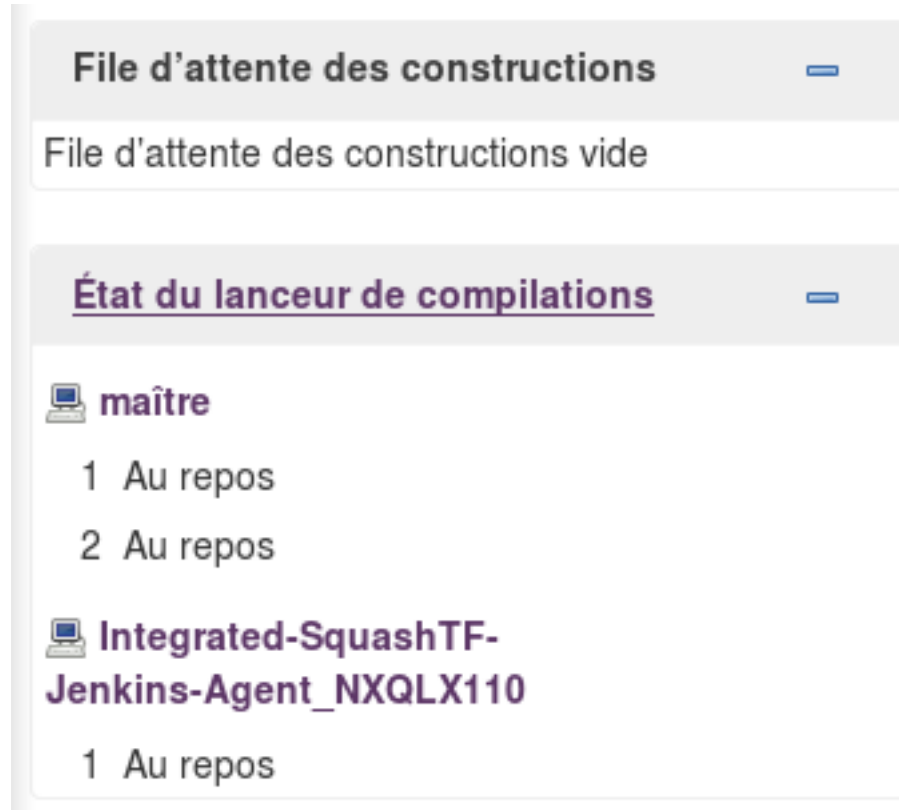 File d’attente des constructions
File d'attente des constructions vide
État du lanceur de compilations
maître
1 Au repos
2 Au repos
Integrated-SquashTF-
Jenkins-Agent_NXQLX110
1 Au repos